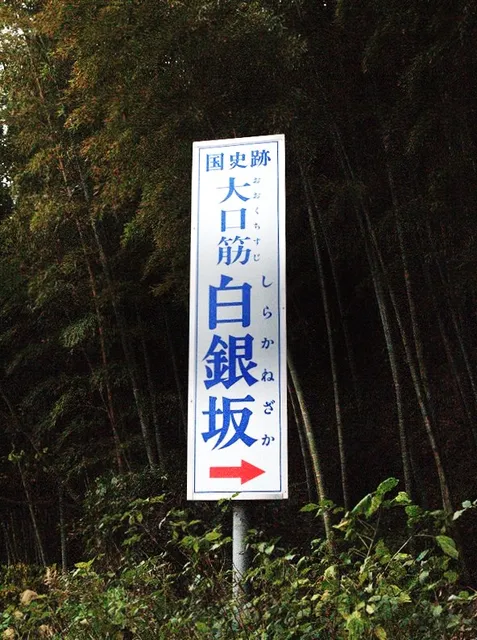 国史跡
大口筋
おおくちすじ
白銀坂
しらかねざか